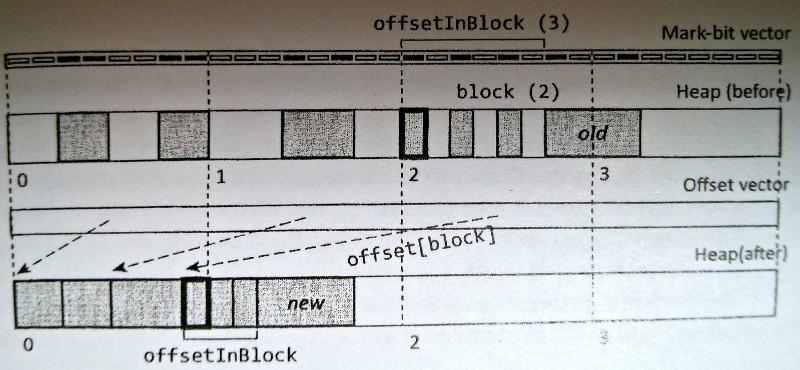 offsetInBlock (3)
Mark-bit vector
block (2)
Heap (before)
old
0 1 2 3
Offset vector
offset[block]
Heap(after)
new
0 2 3
offsetInBlock